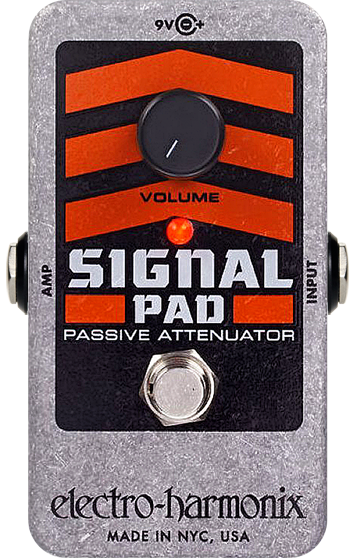 9V +
VOLUME
SIGNAL
PAD
PASSIVE ATTENUATOR
AMP
INPUT
electro-harmonix
MADE IN NYC, USA